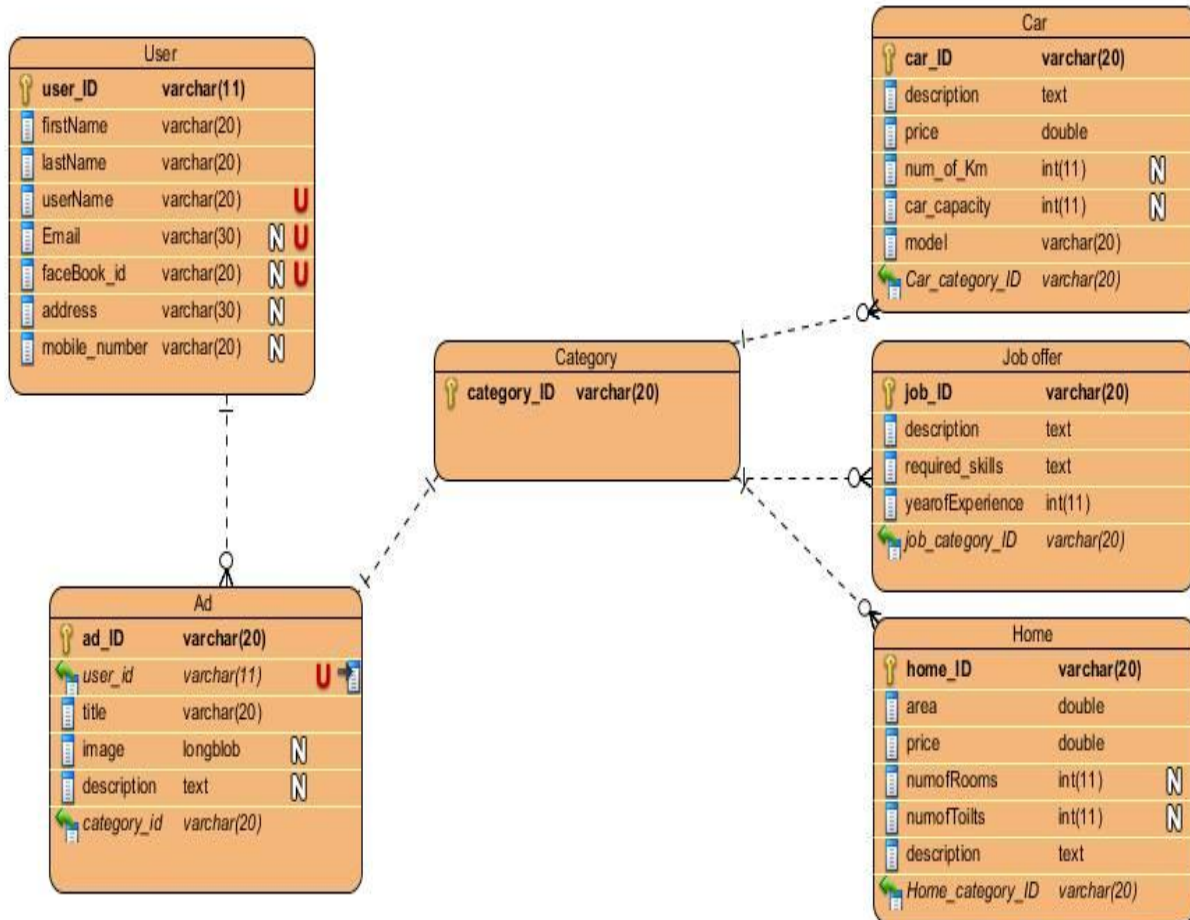 User
user_ID varchar(11)
firstName varchar(20)
lastName varchar(20)
userName varchar(20) U
Email varchar(30) N U
faceBook_id varchar(20) N U
address varchar(30) N
mobile_number varchar(20) N
Ad
ad_ID varchar(20)
user_id varchar(11) U
title varchar(20)
image longblob N
description text N
category_id varchar(20)
Category
category_ID varchar(20)
Car
car_ID varchar(20)
description text
price double
num_of_Km int(11) N
car_capacity int(11) N
model varchar(20)
Car_category_ID varchar(20)
Job offer
job_ID varchar(20)
description text
required_skills text
yearofExperience int(11)
job_category_ID varchar(20)
Home
home_ID varchar(20)
area double
price double
numofRooms int(11) N
numofToilts int(11) N
description text
Home_category_ID varchar(20)